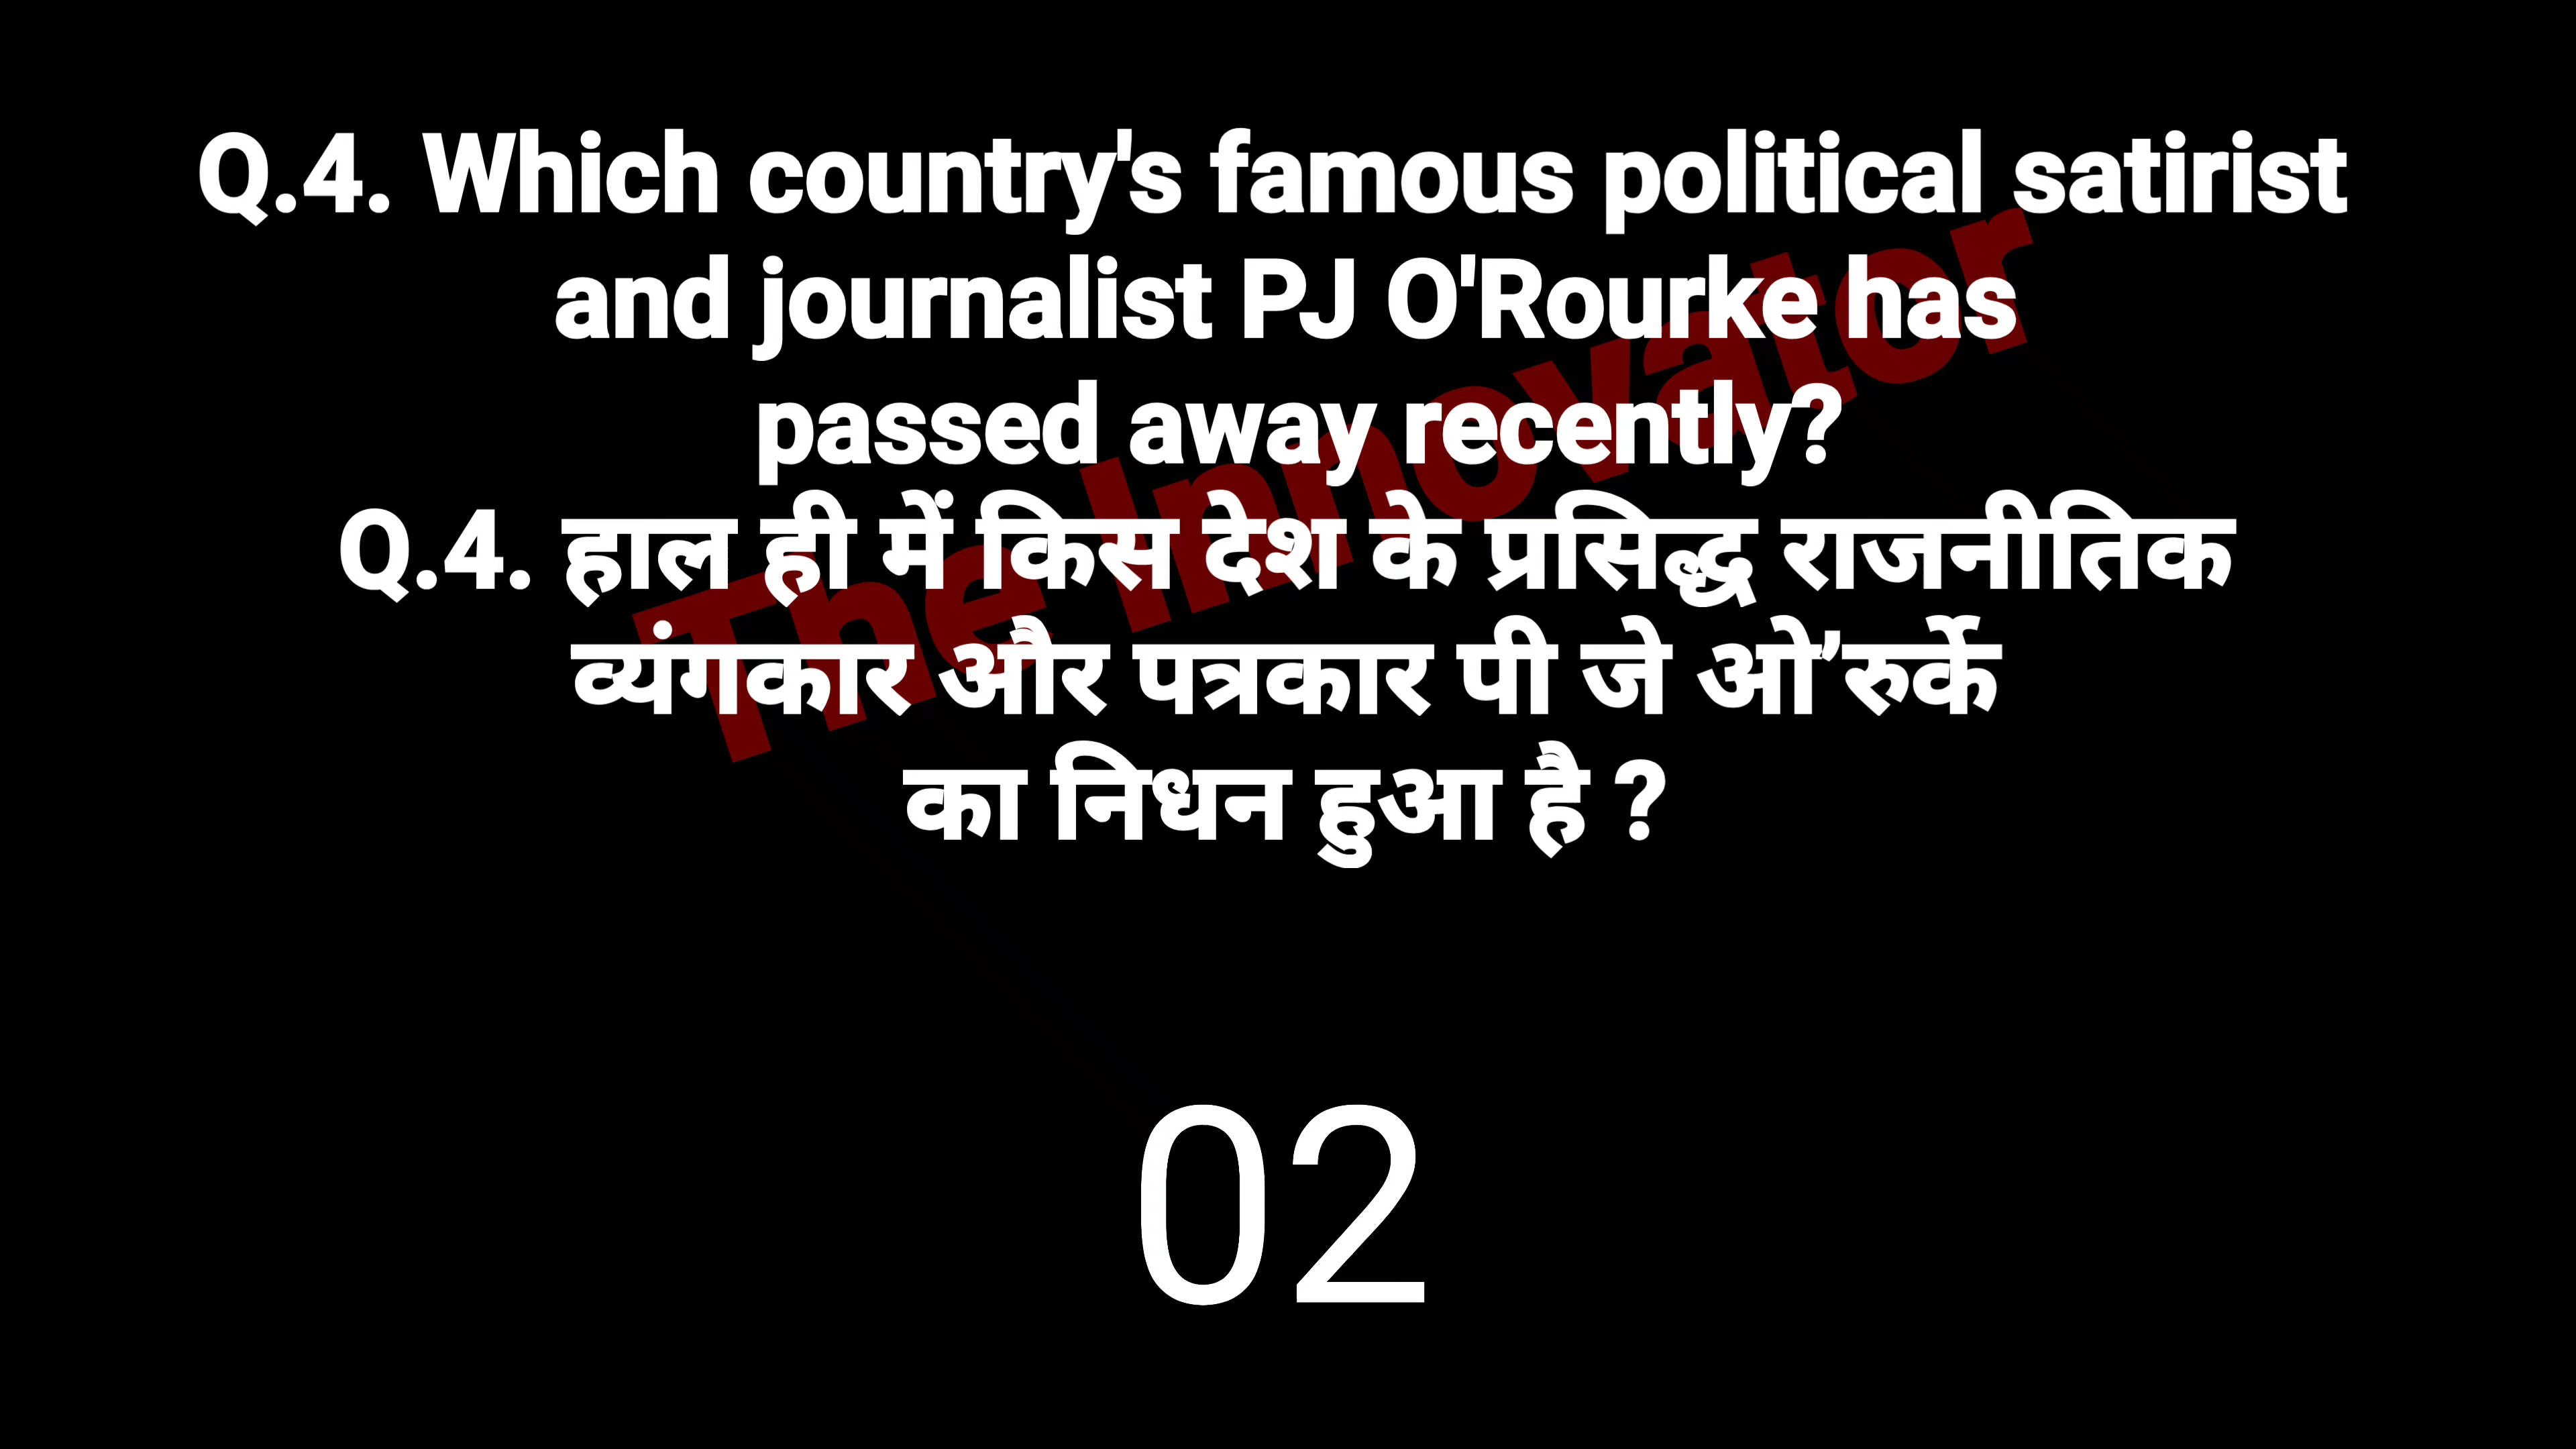 Q.4. Which country's famous political satirist
and journalist PJ O'Rourke has
passed away recently?
Q.4. हाल ही में किस देश के प्रसिद्ध राजनीतिक
व्यंगकार और पत्रकार पी जे ओ’रुर्के
का निधन हुआ है ?
The Innovator
02